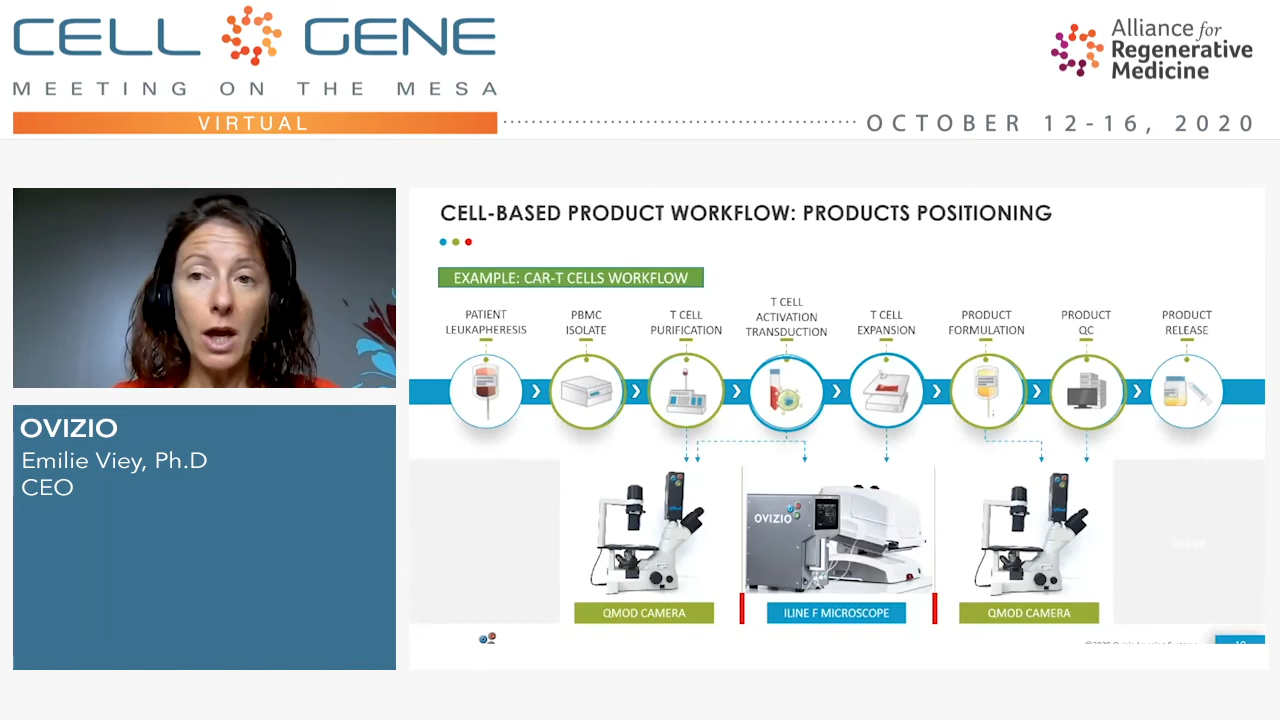 CELL GENE
MEETING ON THE MESA
VIRTUAL
Alliance for
Regenerative
Medicine
OCTOBER 12-16, 2020
OVIZIO
Emilie Viey, Ph.D
CEO
CELL-BASED PRODUCT WORKFLOW: PRODUCTS POSITIONING
EXAMPLE: CAR-T CELLS WORKFLOW
PATIENT
LEUKAPHERESIS
PBMC
ISOLATE
T CELL
PURIFICATION
T CELL
ACTIVATION
TRANSDUCTION
T CELL
EXPANSION
PRODUCT
FORMULATION
PRODUCT
QC
PRODUCT
RELEASE
OVIZIO
QMOD CAMERA
ILINE F MICROSCOPE
QMOD CAMERA